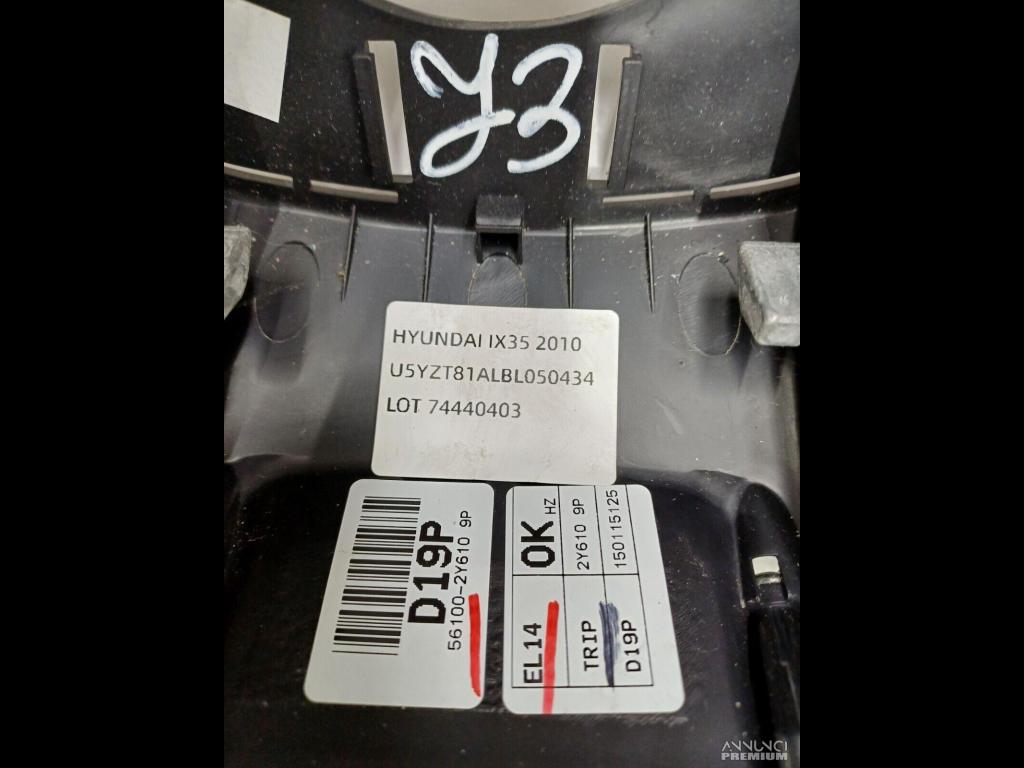 Y3
HYUNDAI IX35 2010
U5YZT81ALBL050434
LOT 74440403
D19P
56100-2Y610 9P
EL14
OK HZ
TRIP
2Y610 9P
D19P
150115125
ANNUNCI
PREMIUM